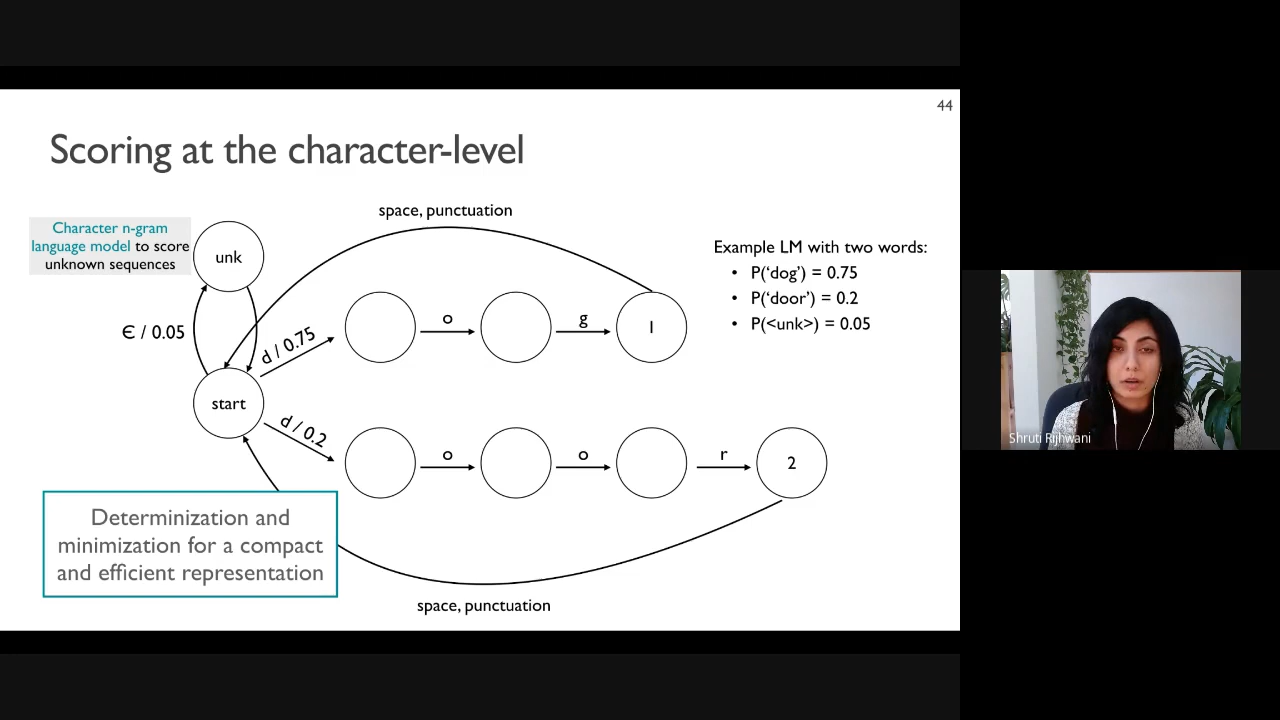 44
Scoring at the character-level
space, punctuation
Character n-gram
language model to score
unknown sequences
unk
Example LM with two words:
• P(‘dog’) = 0.75
• P(‘door’) = 0.2
• P(<unk>) = 0.05
Є / 0.05
d / 0.75
o
g
1
start
d / 0.2
o
o
r
2
Determinization and
minimization for a compact
and efficient representation
space, punctuation
Shruti Rijhwani